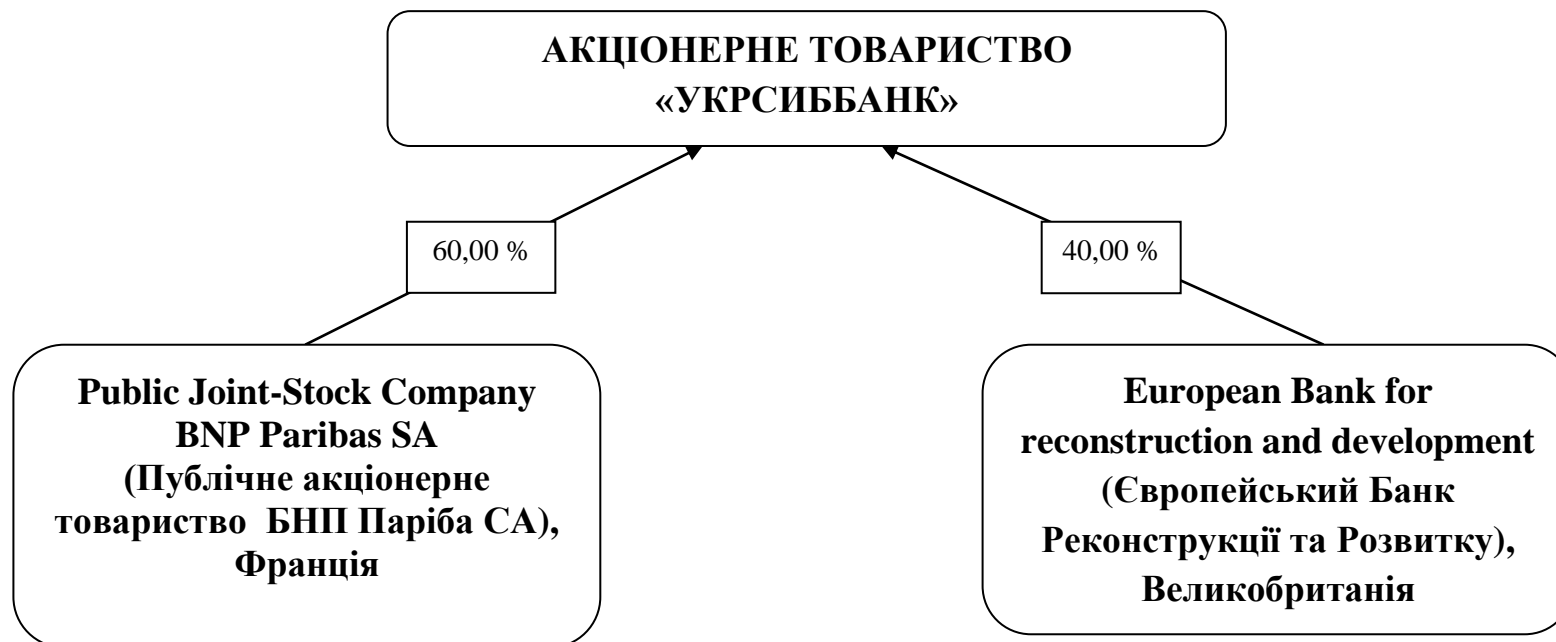 АКЦІОНЕРНЕ ТОВАРИСТВО
«УКРСИББАНК»
60,00 %
40,00 %
Public Joint-Stock Company
BNP Paribas SA
(Публічне акціонерне
товариство БНП Паріба СА),
Франція
European Bank for
reconstruction and development
(Європейський Банк
Реконструкції та Розвитку),
Великобританія